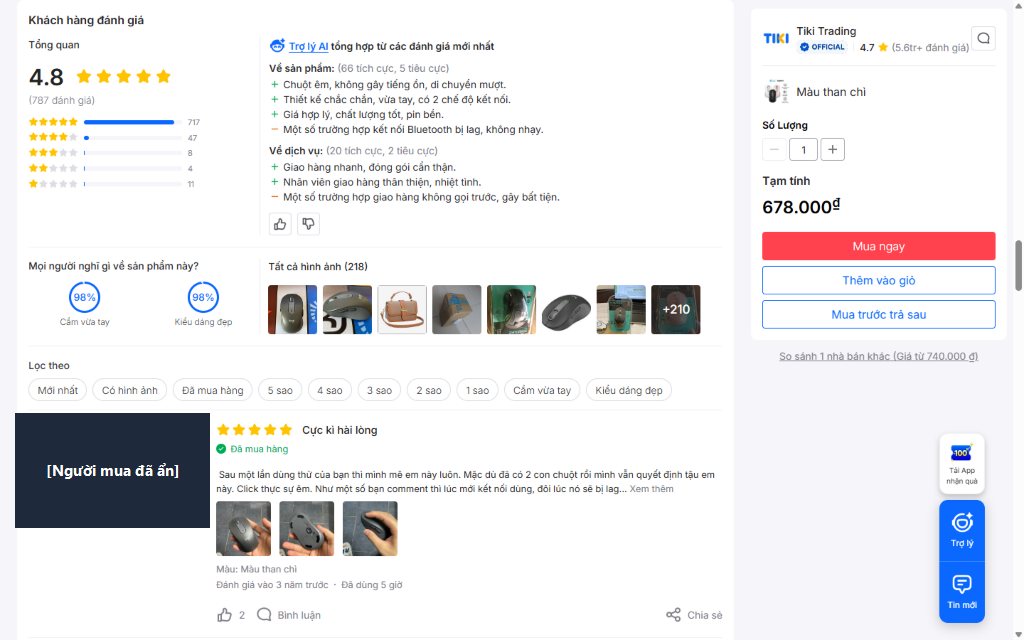 Khách hàng đánh giá
Tổng quan
4.8
(787 đánh giá)
717
47
8
4
11
Trợ lý AI tổng hợp từ các đánh giá mới nhất
Về sản phẩm: (66 tích cực, 5 tiêu cực)
+ Chuột êm, không gây tiếng ồn, di chuyển mượt.
+ Thiết kế chắc chắn, vừa tay, có 2 chế độ kết nối.
+ Giá hợp lý, chất lượng tốt, pin bền.
− Một số trường hợp kết nối Bluetooth bị lag, không nhạy.
Về dịch vụ: (20 tích cực, 2 tiêu cực)
+ Giao hàng nhanh, đóng gói cẩn thận.
+ Nhân viên giao hàng thân thiện, nhiệt tình.
− Một số trường hợp giao hàng không gọi trước, gây bất tiện.
Mọi người nghĩ gì về sản phẩm này?
98%
Cầm vừa tay
98%
Kiểu dáng đẹp
Tất cả hình ảnh (218)
+210
Lọc theo
Mới nhất
Có hình ảnh
Đã mua hàng
5 sao
4 sao
3 sao
2 sao
1 sao
Cầm vừa tay
Kiểu dáng đẹp
[Người mua đã ẩn]
Cực kì hài lòng
Đã mua hàng
Sau một lần dùng thử của bạn thì mình mê em này luôn. Mặc dù đã có 2 con chuột rồi mình vẫn quyết định tậu em
này. Click thực sự êm. Như một số bạn comment thì lúc mới kết nối dùng, đôi lúc nó sẽ bị lag... Xem thêm
Màu: Màu than chì
Đánh giá vào 3 năm trước · Đã dùng 5 giờ
2
Bình luận
Chia sẻ
TIKI
Tiki Trading
OFFICIAL
4.7 (5.6tr+ đánh giá)
Màu than chì
Số Lượng
− 1 +
Tạm tính
678.000₫
Mua ngay
Thêm vào giỏ
Mua trước trả sau
So sánh 1 nhà bán khác (Giá từ 740.000 ₫)
100
Tải App
nhận quà
Trợ lý
Tin mới